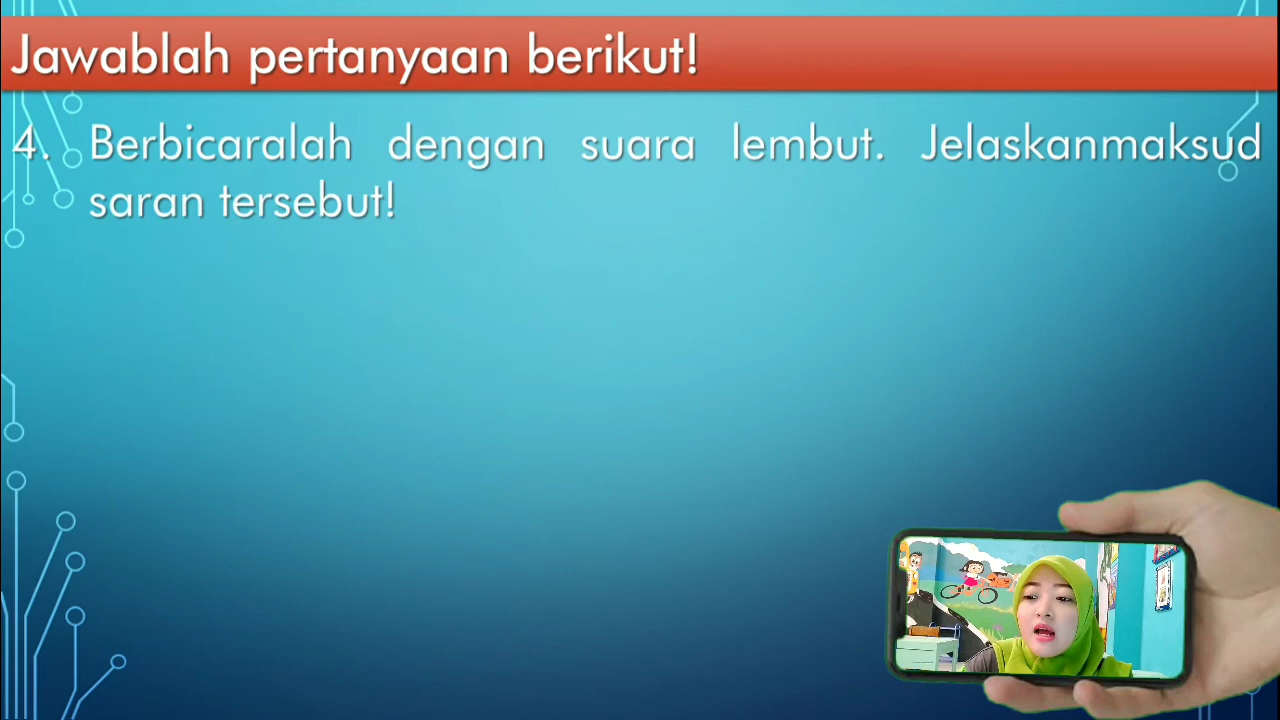 Jawablah pertanyaan berikut!
4. Berbicaralah dengan suara lembut. Jelaskanmaksud
saran tersebut!